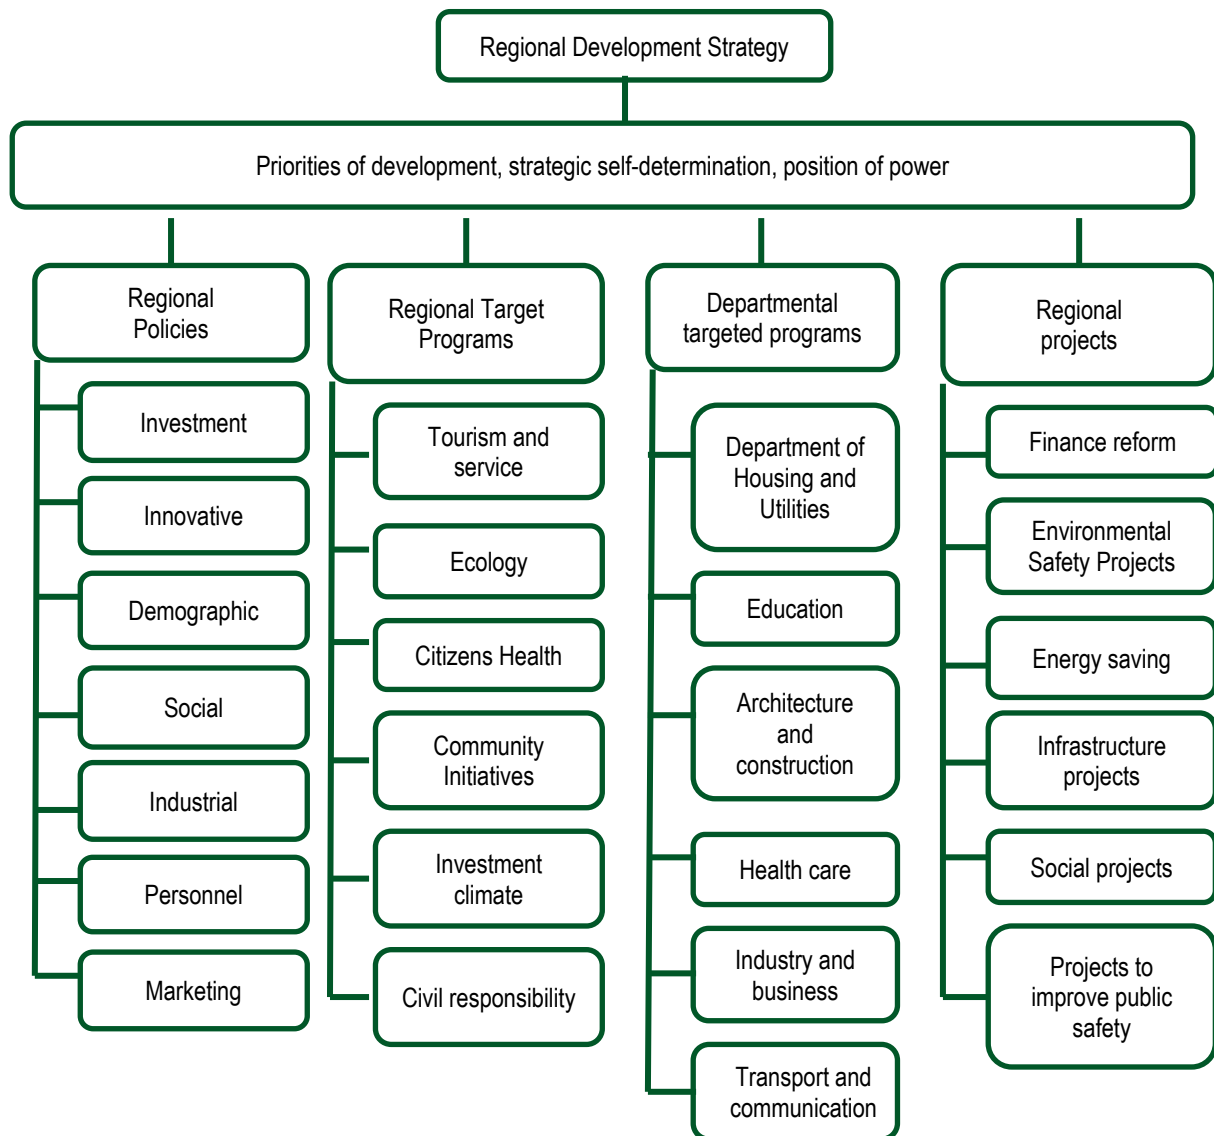 Regional Development Strategy
Priorities of development, strategic self-determination, position of power
Regional
Policies
Investment
Innovative
Demographic
Social
Industrial
Personnel
Marketing
Regional Target
Programs
Tourism and
service
Ecology
Citizens Health
Community
Initiatives
Investment
climate
Civil responsibility
Departmental
targeted programs
Department of
Housing and
Utilities
Education
Architecture
and
construction
Health care
Industry and
business
Transport and
communication
Regional
projects
Finance reform
Environmental
Safety Projects
Energy saving
Infrastructure
projects
Social projects
Projects to
improve public
safety